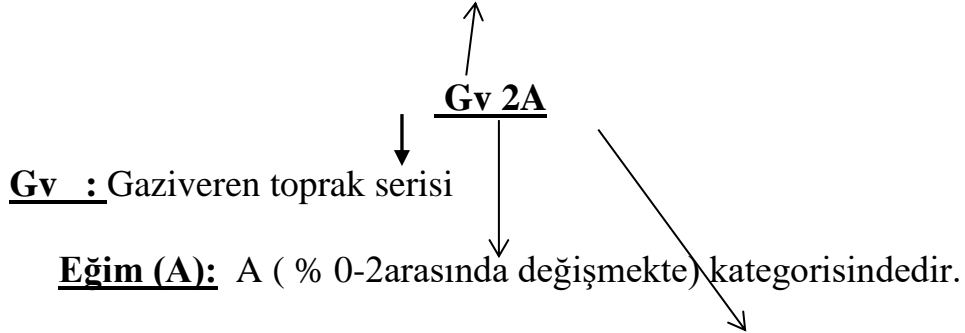 Gv 2A
Gv : Gaziveren toprak serisi
Eğim (A): A ( % 0-2arasında değişmekte) kategorisindedir.